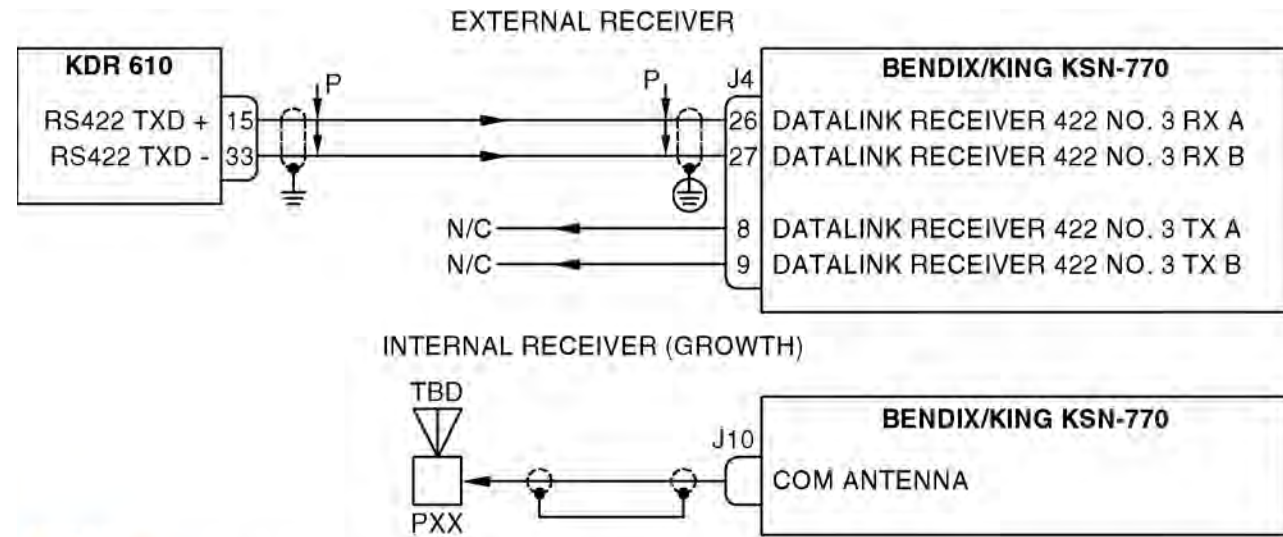 EXTERNAL RECEIVER
KDR 610
P
P
J4
BENDIX/KING KSN-770
RS422 TXD + 15
26 DATALINK RECEIVER 422 NO. 3 RX A
RS422 TXD - 33
27 DATALINK RECEIVER 422 NO. 3 RX B
N/C
8 DATALINK RECEIVER 422 NO. 3 TX A
N/C
9 DATALINK RECEIVER 422 NO. 3 TX B
INTERNAL RECEIVER (GROWTH)
TBD
BENDIX/KING KSN-770
J10
COM ANTENNA
PXX